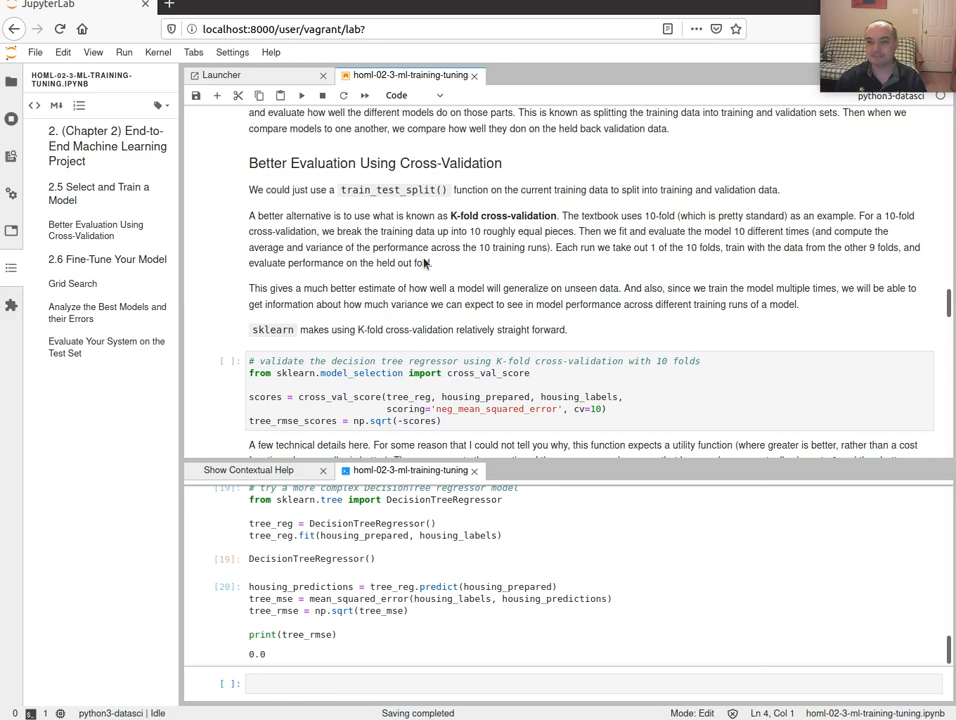 JupyterLab
localhost:8000/user/vagrant/lab?
File Edit View Run Kernel Tabs Settings Help
HOML-02-3-ML-TRAINING-
TUNING.IPYNB
2. (Chapter 2) End-to-
End Machine Learning
Project
2.5 Select and Train a
Model
Better Evaluation Using
Cross-Validation
2.6 Fine-Tune Your Model
Grid Search
Analyze the Best Models and
their Errors
Evaluate Your System on the
Test Set
Launcher
homl-02-3-ml-training-tuning
Code
python3-datasci
and evaluate how well the different models do on those parts. This is known as splitting the training data into training and validation sets. Then when we
compare models to one another, we compare how well they don on the held back validation data.
Better Evaluation Using Cross-Validation
We could just use a train_test_split() function on the current training data to split into training and validation data.
A better alternative is to use what is known as K-fold cross-validation. The textbook uses 10-fold (which is pretty standard) as an example. For a 10-fold
cross-validation, we break the training data up into 10 roughly equal pieces. Then we fit and evaluate the model 10 different times (and compute the
average and variance of the performance across the 10 training runs). Each run we take out 1 of the 10 folds, train with the data from the other 9 folds, and
evaluate performance on the held out fold.
This gives a much better estimate of how well a model will generalize on unseen data. And also, since we train the model multiple times, we will be able to
get information about how much variance we can expect to see in model performance across different training runs of a model.
sklearn makes using K-fold cross-validation relatively straight forward.
[ ]: # validate the decision tree regressor using K-fold cross-validation with 10 folds
from sklearn.model_selection import cross_val_score
scores = cross_val_score(tree_reg, housing_prepared, housing_labels,
scoring='neg_mean_squared_error', cv=10)
tree_rmse_scores = np.sqrt(-scores)
A few technical details here. For some reason that I could not tell you why, this function expects a utility function (where greater is better, rather than a cost
Show Contextual Help
homl-02-3-ml-training-tuning
[19]: # try a more complex DecisionTree regressor model
from sklearn.tree import DecisionTreeRegressor
tree_reg = DecisionTreeRegressor()
tree_reg.fit(housing_prepared, housing_labels)
[19]: DecisionTreeRegressor()
[20]: housing_predictions = tree_reg.predict(housing_prepared)
tree_mse = mean_squared_error(housing_labels, housing_predictions)
tree_rmse = np.sqrt(tree_mse)
print(tree_rmse)
0.0
[ ]:
0 1 python3-datasci | Idle Saving completed Mode: Edit Ln 4, Col 1 homl-02-3-ml-training-tuning.ipynb